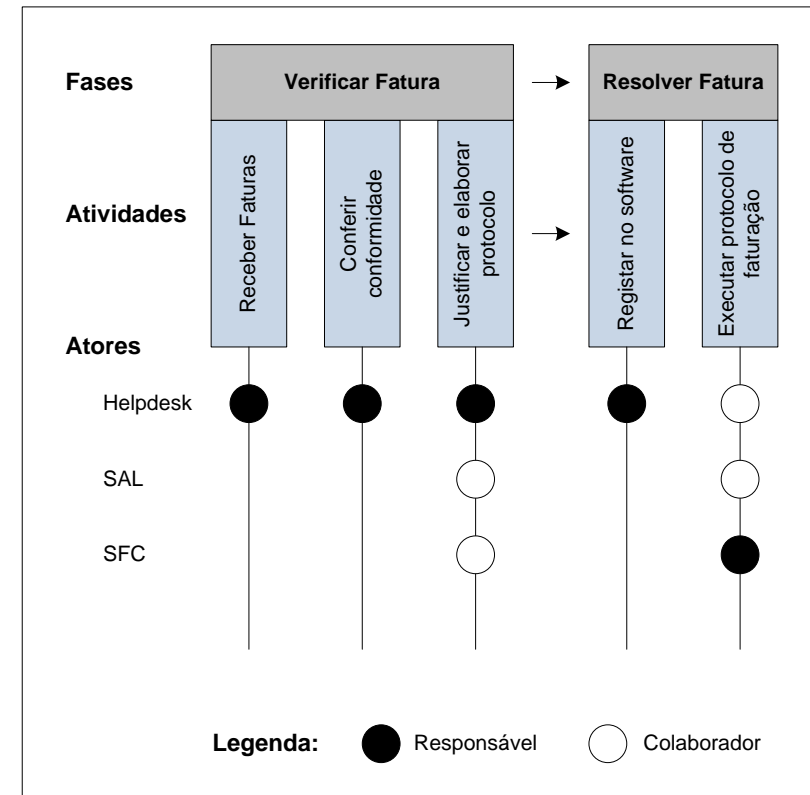 Fases
Verificar Fatura
Resolver Fatura
Atividades
Receber Faturas
Conferir
conformidade
Justificar e elaborar
protocolo
Registar no software
Executar protocolo de
faturação
Atores
Helpdesk
SAL
SFC
Legenda:
Responsável
Colaborador